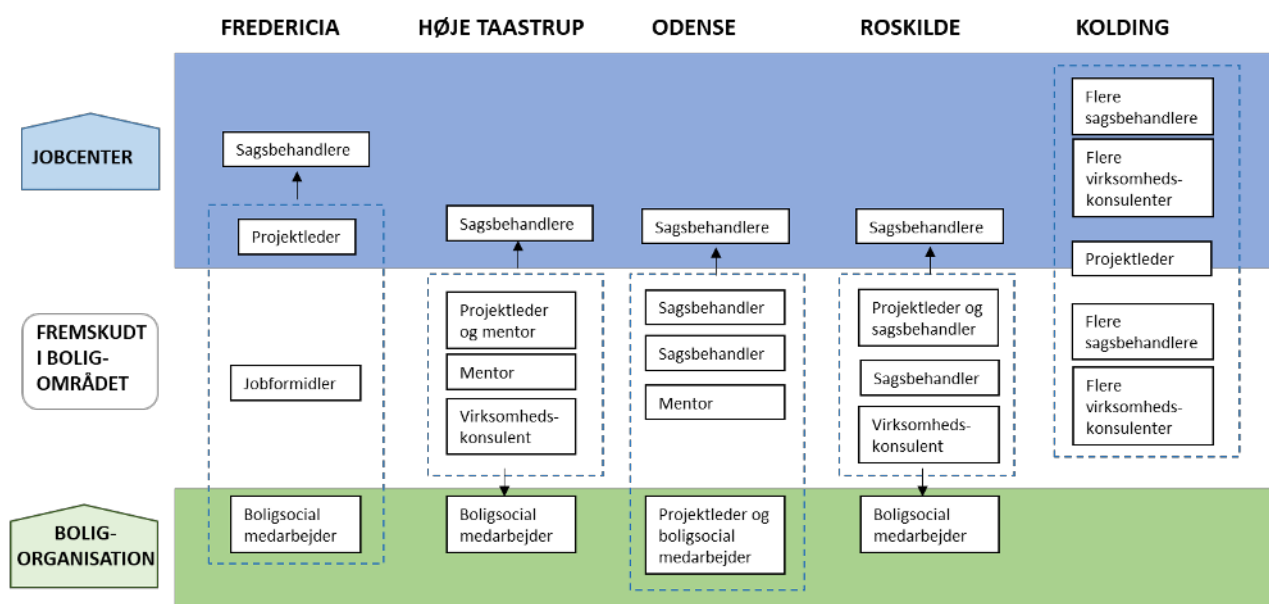 FREDERICIA
HØJE TAASTRUP
ODENSE
ROSKILDE
KOLDING
JOBCENTER
FREMSKUDT
I BOLIG-
OMRÅDET
BOLIG-
ORGANISATION
Sagsbehandlere
Projektleder
Jobformidler
Boligsocial
medarbejder
Sagsbehandlere
Projektleder
og mentor
Mentor
Virksomheds-
konsulent
Boligsocial
medarbejder
Sagsbehandlere
Sagsbehandler
Sagsbehandler
Mentor
Projektleder og
boligsocial
medarbejder
Sagsbehandlere
Projektleder og
sagsbehandler
Sagsbehandler
Virksomheds-
konsulent
Boligsocial
medarbejder
Flere
sagsbehandlere
Flere
virksomheds-
konsulenter
Projektleder
Flere
sagsbehandlere
Flere
virksomheds-
konsulenter